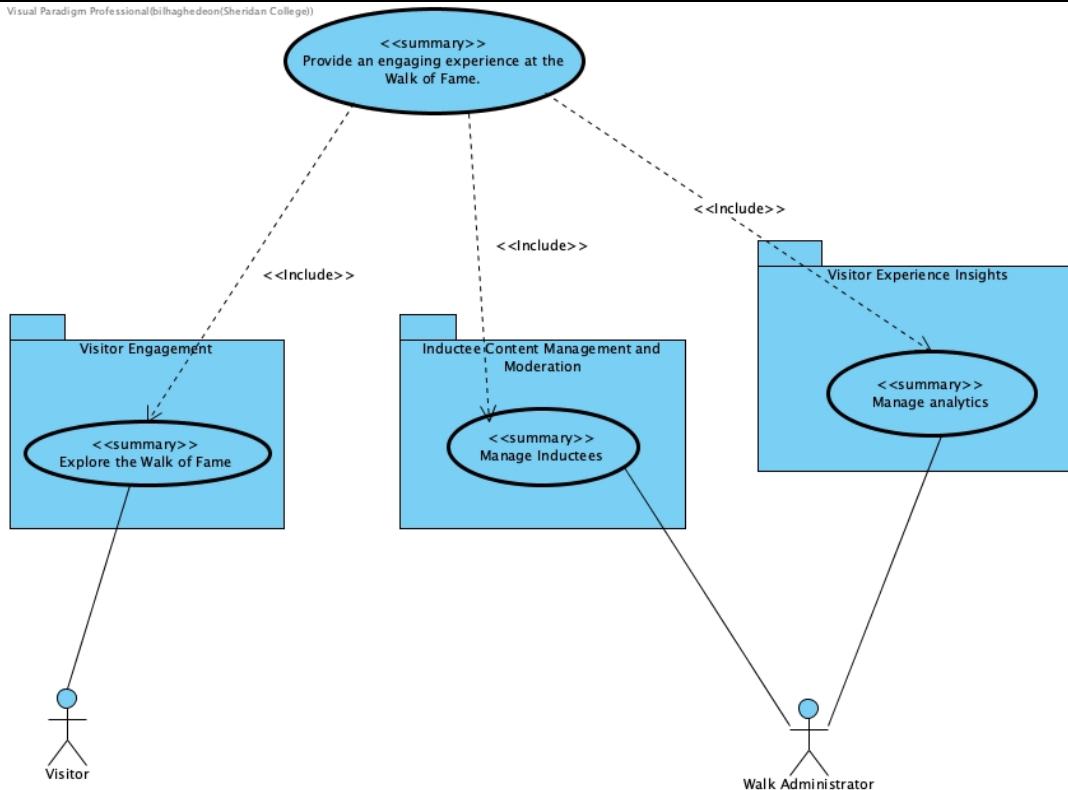 Visual Paradigm Professional(bilhaghedeon(Sheridan College))
<<summary>>
Provide an engaging experience at the
Walk of Fame.
<<Include>>
<<Include>>
<<Include>>
Visitor Experience Insights
Visitor Engagement
Inductee Content Management and
Moderation
<<summary>>
Manage analytics
<<summary>>
Explore the Walk of Fame
<<summary>>
Manage Inductees
Visitor
Walk Administrator